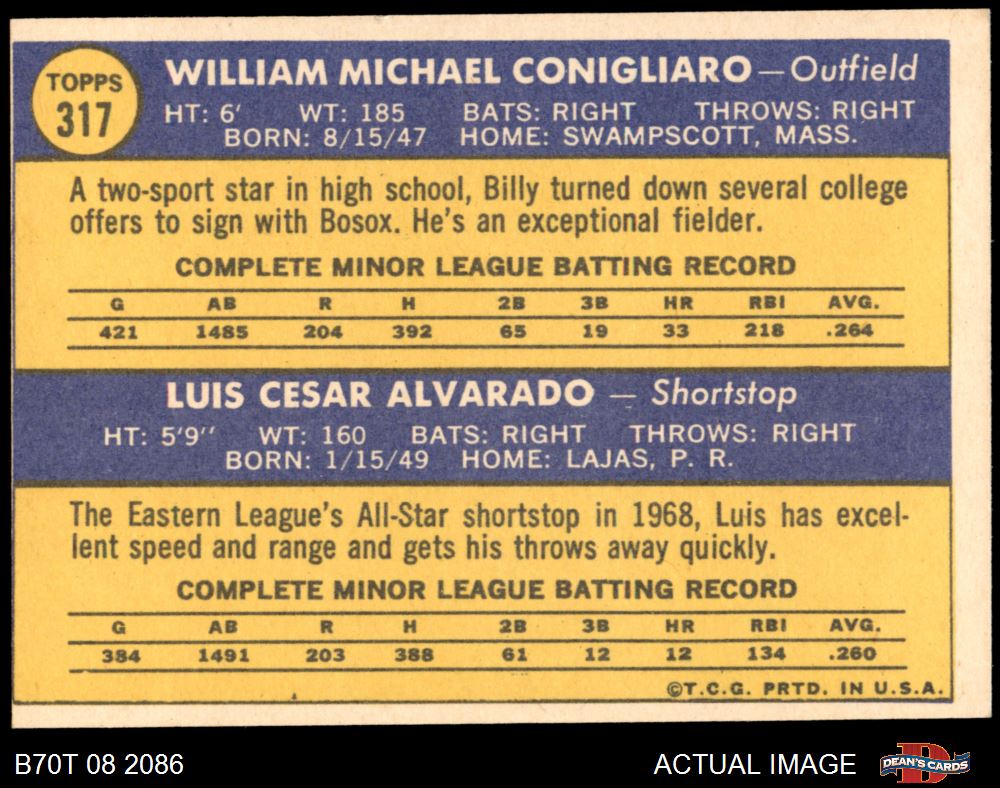 TOPPS
317
WILLIAM MICHAEL CONIGLIARO — Outfield
HT: 6' WT: 185 BATS: RIGHT THROWS: RIGHT
BORN: 8/15/47 HOME: SWAMPSCOTT, MASS.
A two-sport star in high school, Billy turned down several college
offers to sign with Bosox. He's an exceptional fielder.
COMPLETE MINOR LEAGUE BATTING RECORD
G AB R H 2B 3B HR RBI AVG.
421 1485 204 392 65 19 33 218 .264
LUIS CESAR ALVARADO — Shortstop
HT: 5'9'' WT: 160 BATS: RIGHT THROWS: RIGHT
BORN: 1/15/49 HOME: LAJAS, P. R.
The Eastern League's All-Star shortstop in 1968, Luis has excel-
lent speed and range and gets his throws away quickly.
COMPLETE MINOR LEAGUE BATTING RECORD
G AB R H 2B 3B HR RBI AVG.
384 1491 203 388 61 12 12 134 .260
©T.C.G. PRTD. IN U.S.A.
B70T 08 2086 ACTUAL IMAGE D DEAN'S CARDS